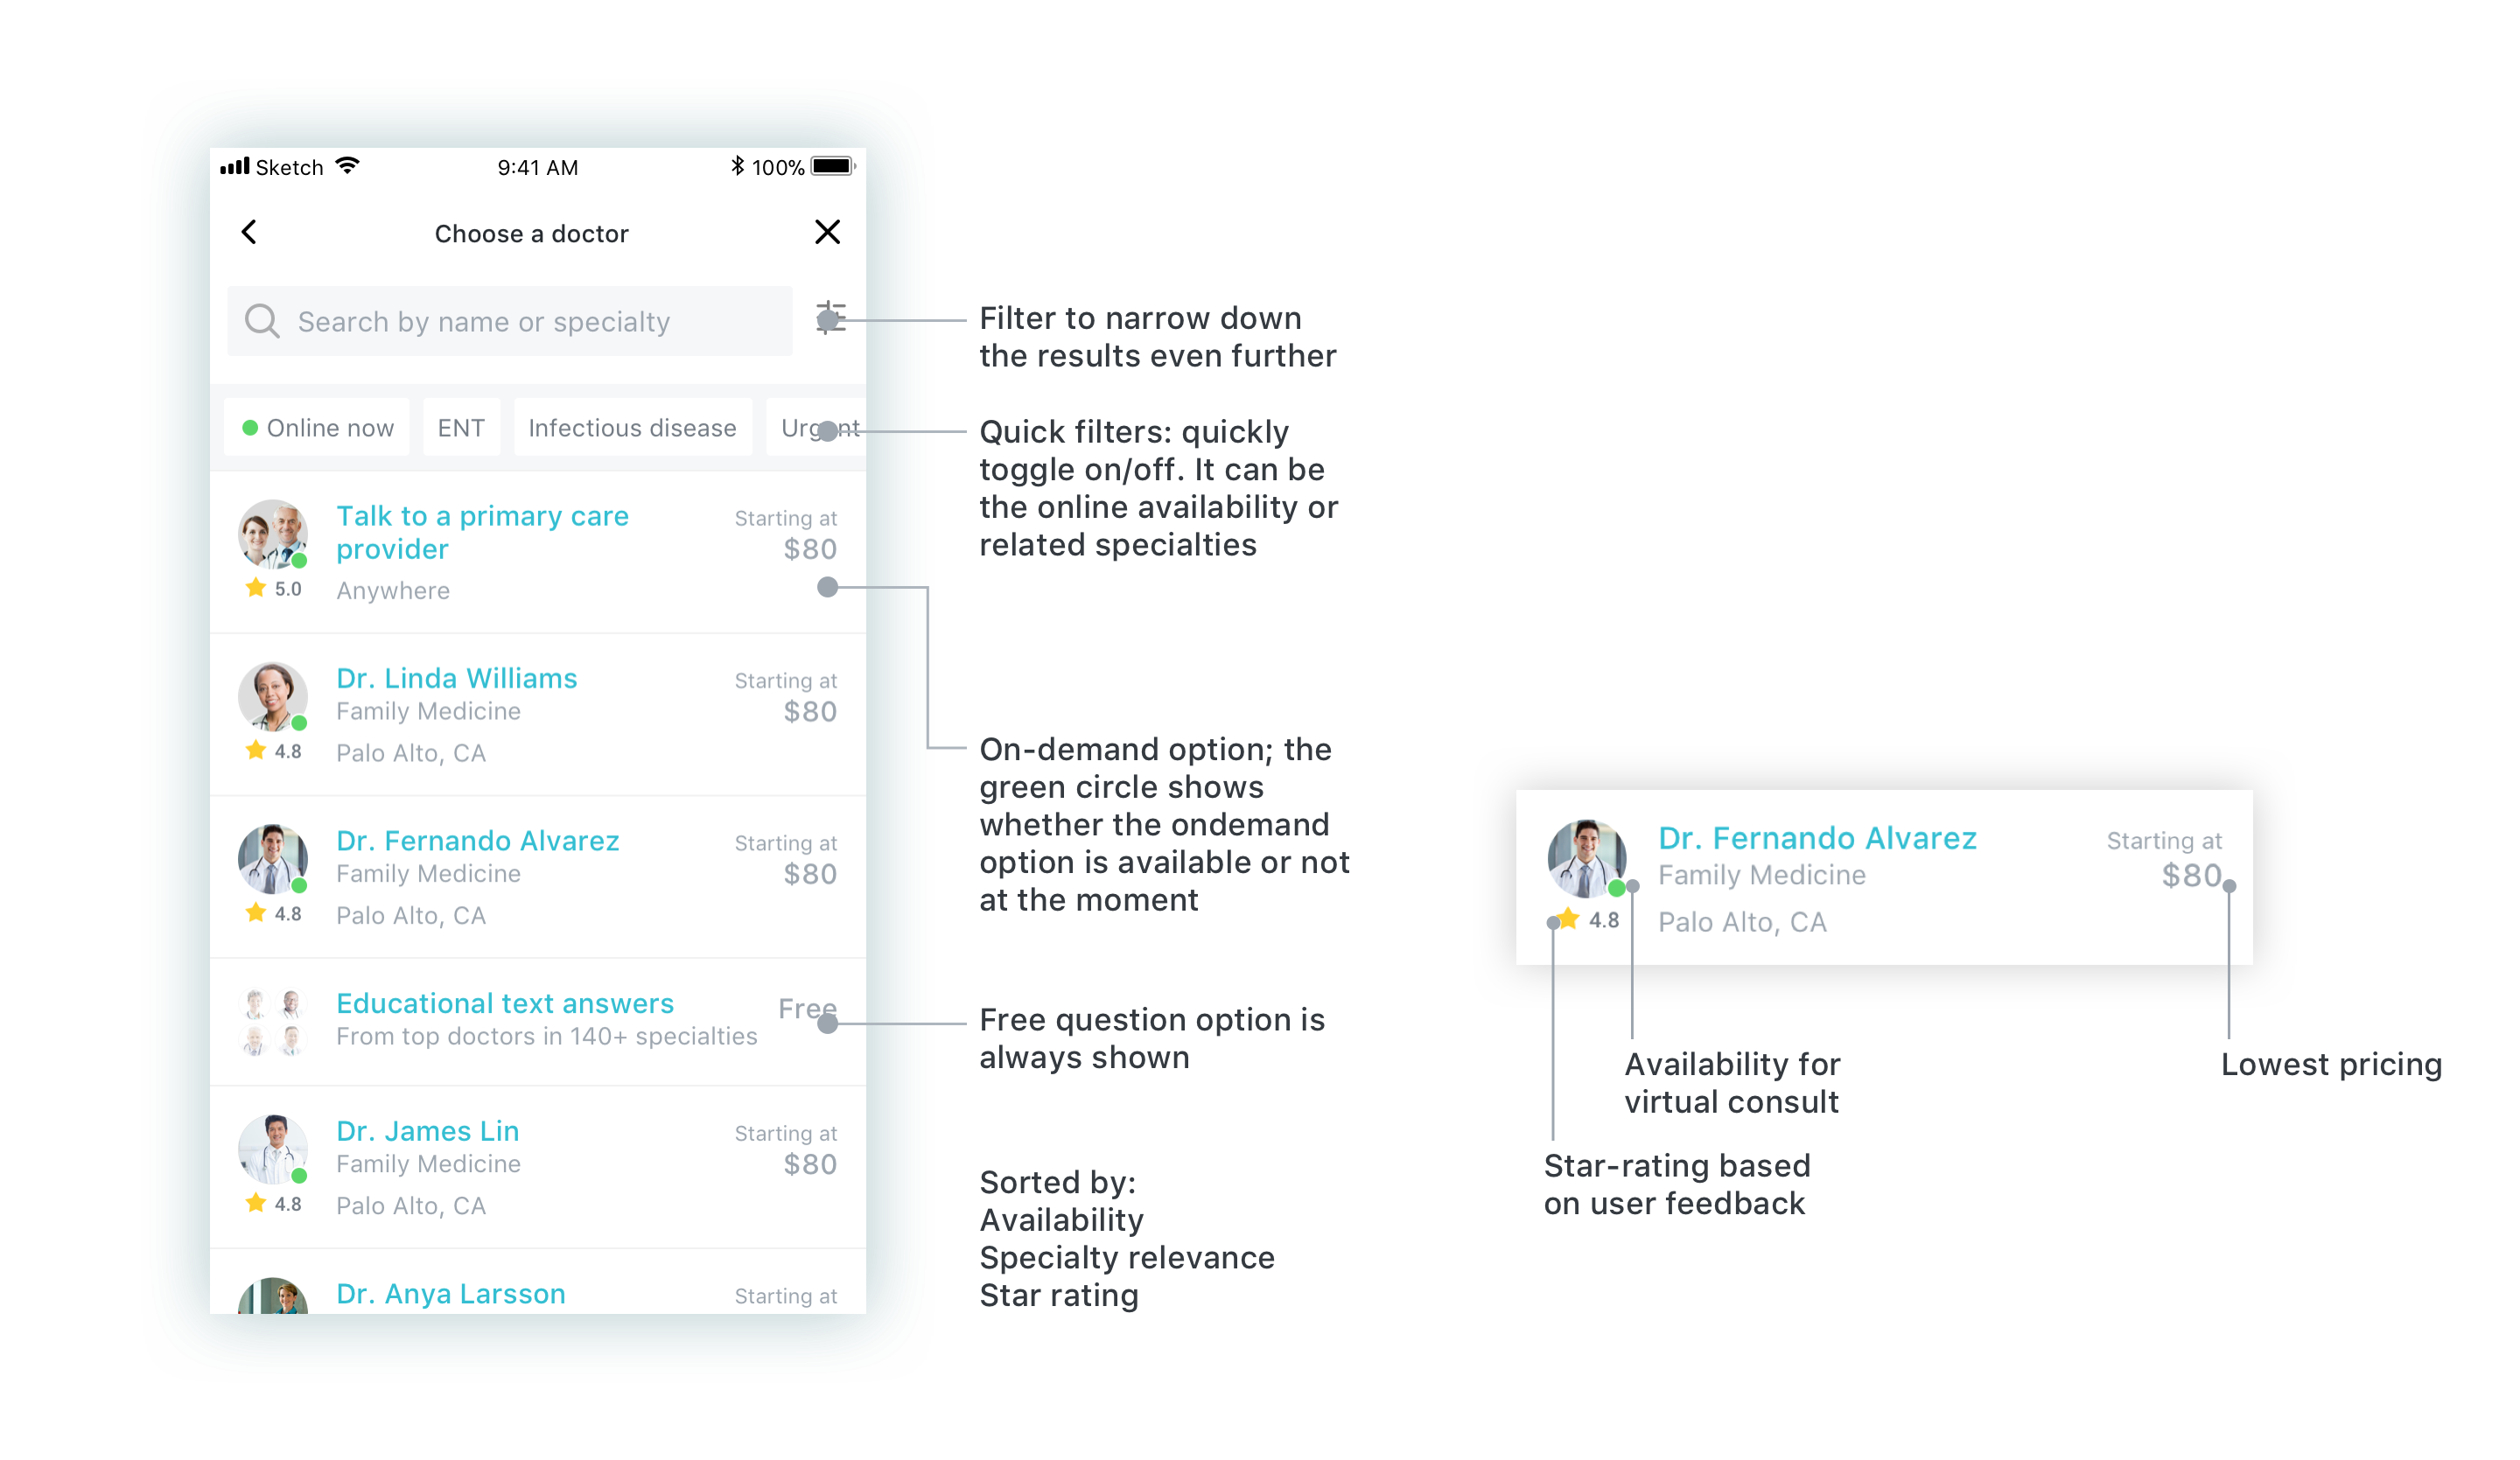 Sketch 9:41 AM 100%
Choose a doctor
Search by name or specialty
Online now ENT Infectious disease
Talk to a primary care
provider
Starting at
$80
5.0 Anywhere
Dr. Linda Williams
Family Medicine
Starting at
$80
4.8 Palo Alto, CA
Dr. Fernando Alvarez
Family Medicine
Starting at
$80
4.8 Palo Alto, CA
Educational text answers
From top doctors in 140+ specialties
Free
Dr. James Lin
Family Medicine
Starting at
$80
4.8 Palo Alto, CA
Dr. Anya Larsson
Starting at
Filter to narrow down
the results even further
Quick filters: quickly
toggle on/off. It can be
the online availability or
related specialties
On-demand option; the
green circle shows
whether the ondemand
option is available or not
at the moment
Free question option is
always shown
Sorted by:
Availability
Specialty relevance
Star rating
Dr. Fernando Alvarez
Family Medicine
Starting at
$80
4.8 Palo Alto, CA
Availability for
virtual consult
Lowest pricing
Star-rating based
on user feedback